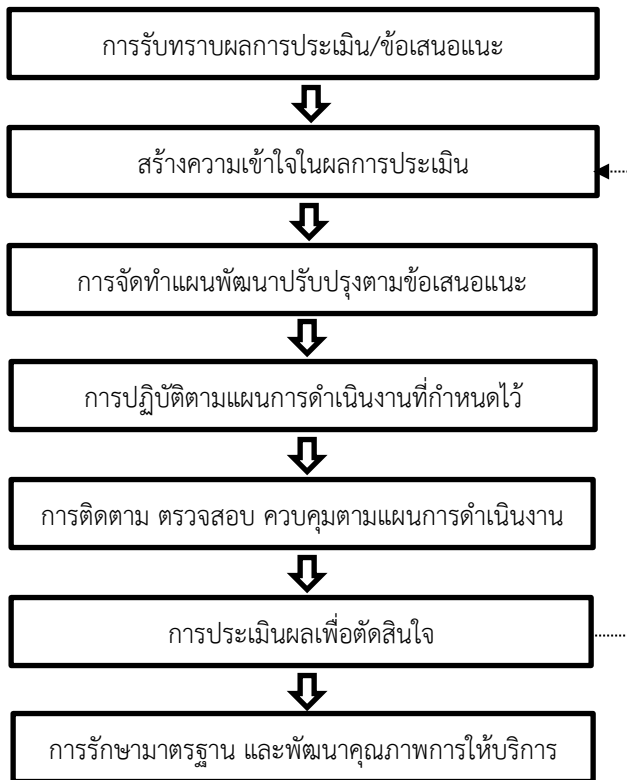 การรับทราบผลการประเมิน/ข้อเสนอแนะ
สร้างความเข้าใจในผลการประเมิน
การจัดทำแผนพัฒนาปรับปรุงตามข้อเสนอแนะ
การปฏิบัติตามแผนการดำเนินงานที่กำหนดไว้
การติดตาม ตรวจสอบ ควบคุมตามแผนการดำเนินงาน
การประเมินผลเพื่อตัดสินใจ
การรักษามาตรฐาน และพัฒนาคุณภาพการให้บริการ